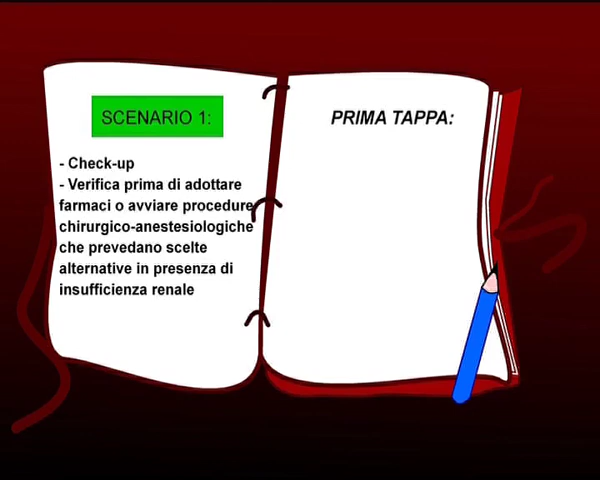 SCENARIO 1:
- Check-up
- Verifica prima di adottare
farmaci o avviare procedure
chirurgico-anestesiologiche
che prevedano scelte
alternative in presenza di
insufficienza renale
PRIMA TAPPA: